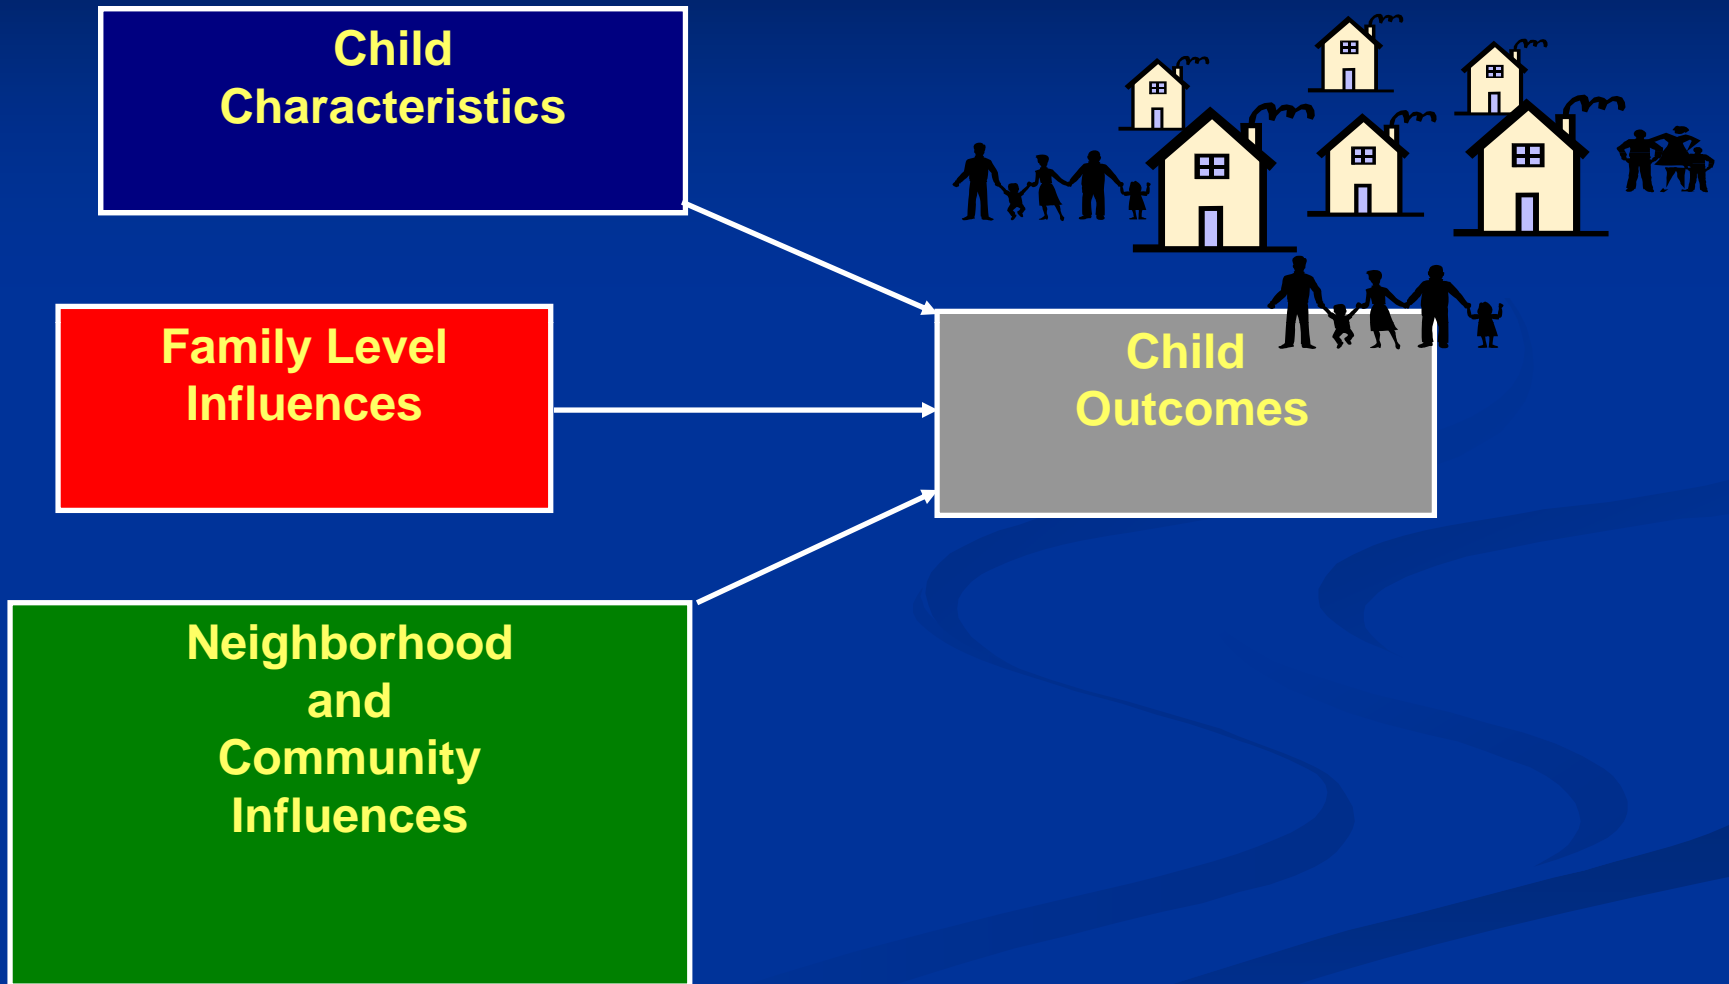 Child
Characteristics
Family Level
Influences
Child
Outcomes
Neighborhood
and
Community
Influences